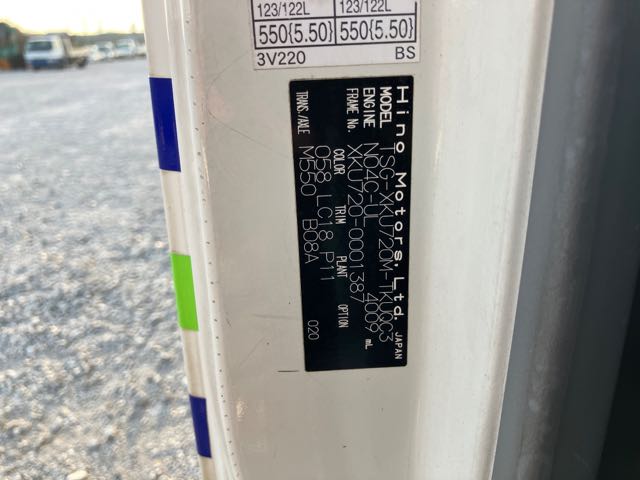 123/122L 123/122L
550{5.50} 550{5.50}
3V220 BS
Hino Motors, Ltd. JAPAN
MODEL TSG-XKU720M-TKUQC3
ENGINE N04C-UL 4009 mL
FRAME No. XKU720-0001387
COLOR TRIM PLANT OPTION
058 LC18 P11
TRANS./AXLE M550 B08A 020